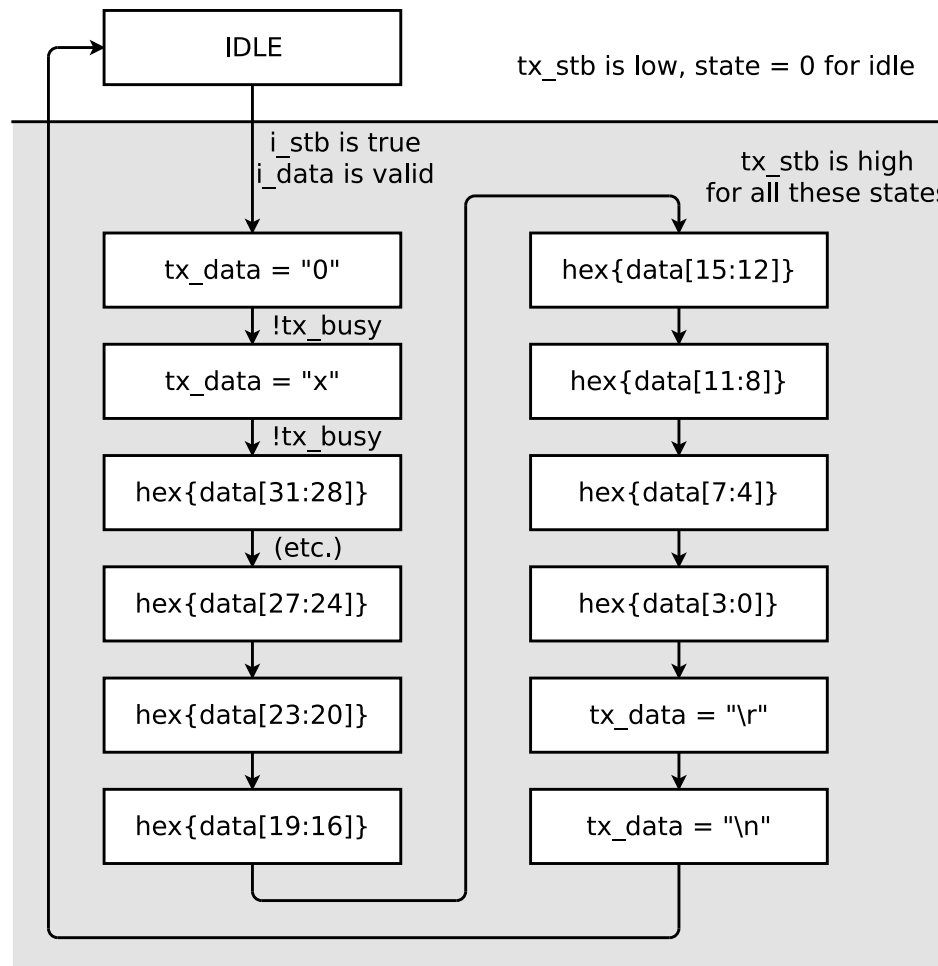 IDLE
tx_stb is low, state = 0 for idle
i_stb is true
i_data is valid
tx_stb is high
for all these states
tx_data = "0"
!tx_busy
tx_data = "x"
!tx_busy
hex{data[31:28]}
(etc.)
hex{data[27:24]}
hex{data[23:20]}
hex{data[19:16]}
hex{data[15:12]}
hex{data[11:8]}
hex{data[7:4]}
hex{data[3:0]}
tx_data = "\r"
tx_data = "\n"